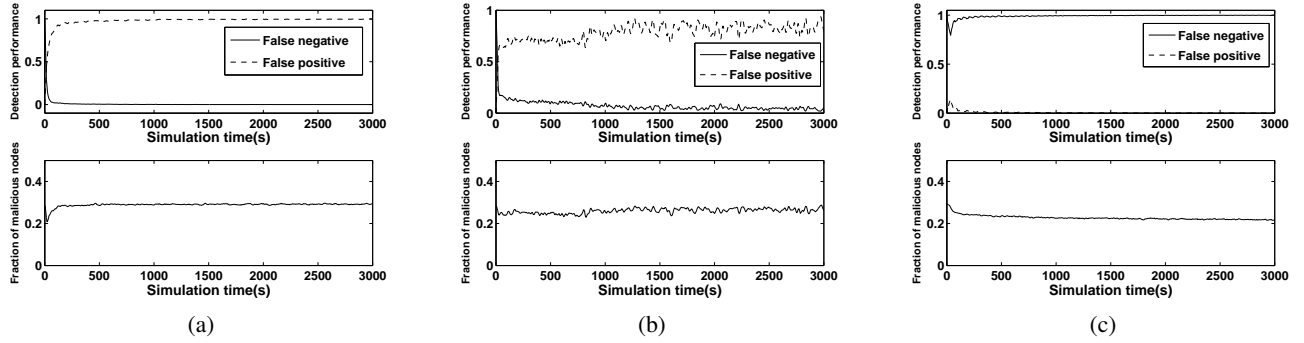 Detection performance
1
0.5
0
False negative
False positive
0 500 1000 1500 2000 2500 3000
Simulation time(s)
Fraction of malicious nodes
0.4
0.2
0
0 500 1000 1500 2000 2500 3000
Simulation time(s)
(a)
Detection performance
1
0.5
0
False negative
False positive
0 500 1000 1500 2000 2500 3000
Simulation time(s)
Fraction of malicious nodes
0.4
0.2
0
0 500 1000 1500 2000 2500 3000
Simulation time(s)
(b)
Detection performance
1
0.5
0
False negative
False positive
0 500 1000 1500 2000 2500 3000
Simulation time(s)
Fraction of malicious nodes
0.4
0.2
0
0 500 1000 1500 2000 2500 3000
Simulation time(s)
(c)